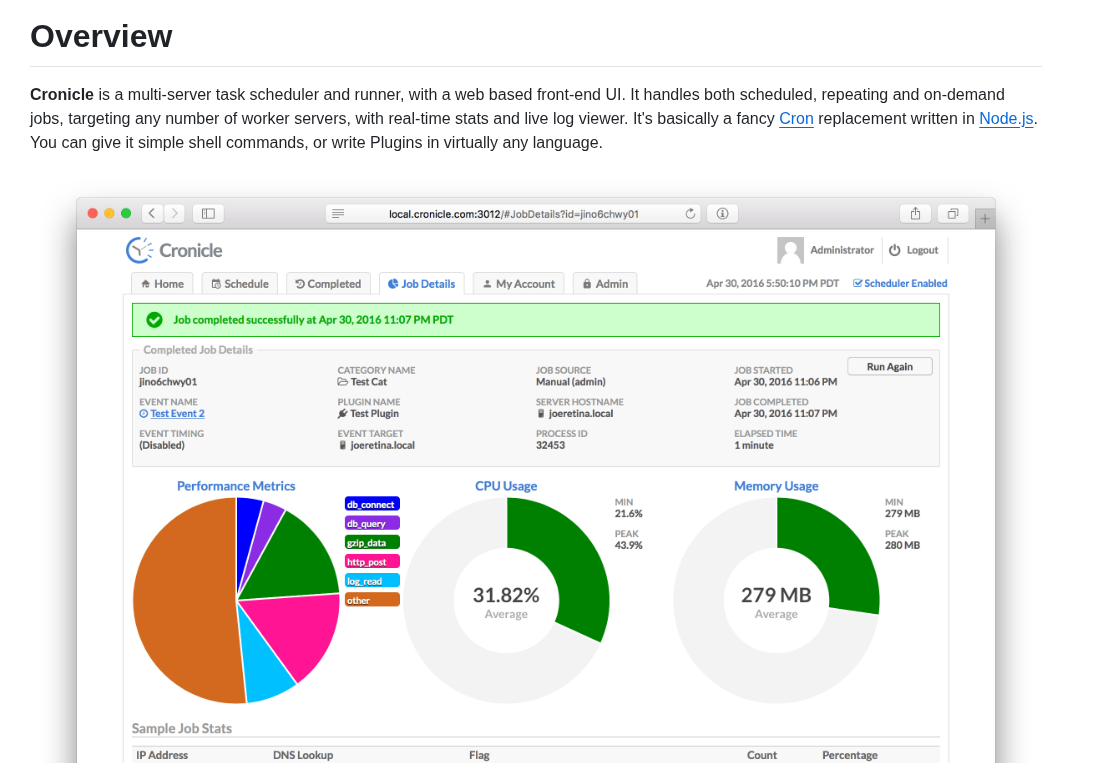 Overview
Cronicle is a multi-server task scheduler and runner, with a web based front-end UI. It handles both scheduled, repeating and on-demand
jobs, targeting any number of worker servers, with real-time stats and live log viewer. It's basically a fancy Cron replacement written in Node.js.
You can give it simple shell commands, or write Plugins in virtually any language.
local.cronicle.com:3012/#JobDetails?id=jino6chwy01
Cronicle
Administrator
Logout
Home
Schedule
Completed
Job Details
My Account
Admin
Apr 30, 2016 5:50:10 PM PDT
Scheduler Enabled
Job completed successfully at Apr 30, 2016 11:07 PM PDT
Completed Job Details
Run Again
JOB ID
jino6chwy01
CATEGORY NAME
Test Cat
JOB SOURCE
Manual (admin)
JOB STARTED
Apr 30, 2016 11:06 PM
EVENT NAME
Test Event 2
PLUGIN NAME
Test Plugin
SERVER HOSTNAME
joeretina.local
JOB COMPLETED
Apr 30, 2016 11:07 PM
EVENT TIMING
(Disabled)
EVENT TARGET
joeretina.local
PROCESS ID
32453
ELAPSED TIME
1 minute
Performance Metrics
db_connect
db_query
gzip_data
http_post
log_read
other
CPU Usage
31.82%
Average
MIN
21.6%
PEAK
43.9%
Memory Usage
279 MB
Average
MIN
279 MB
PEAK
280 MB
Sample Job Stats
IP Address
DNS Lookup
Flag
Count
Percentage